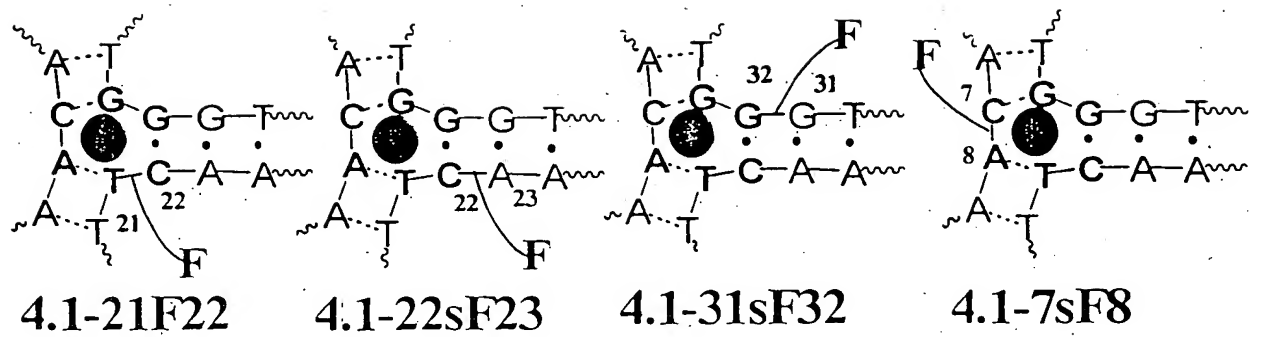 A T
C G G G T
A T C A A
22
A T
21
F
4.1-21F22
A T
C G G G T
A T C A A
22 23
A T
F
4.1-22sF23
F
A T
32 31
C G G G T
A T C A A
A T
4.1-31sF32
F
A T
7
C G G G T
8
A T C A A
A T
4.1-7sF8